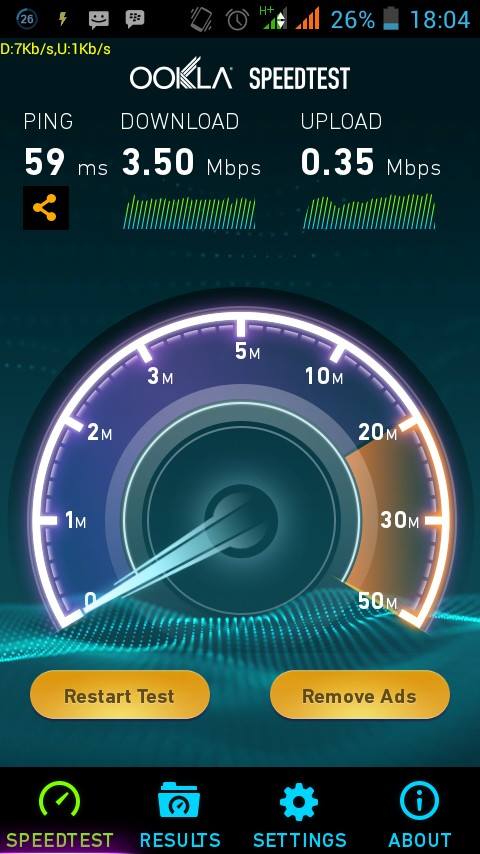 26 H+ 26% 18:04
D:7Kb/s,U:1Kb/s
OOKLA SPEEDTEST
PING DOWNLOAD UPLOAD
59 ms 3.50 Mbps 0.35 Mbps
5M
3M 10M
2M 20M
1M 30M
0 50M
Restart Test Remove Ads
SPEEDTEST RESULTS SETTINGS ABOUT